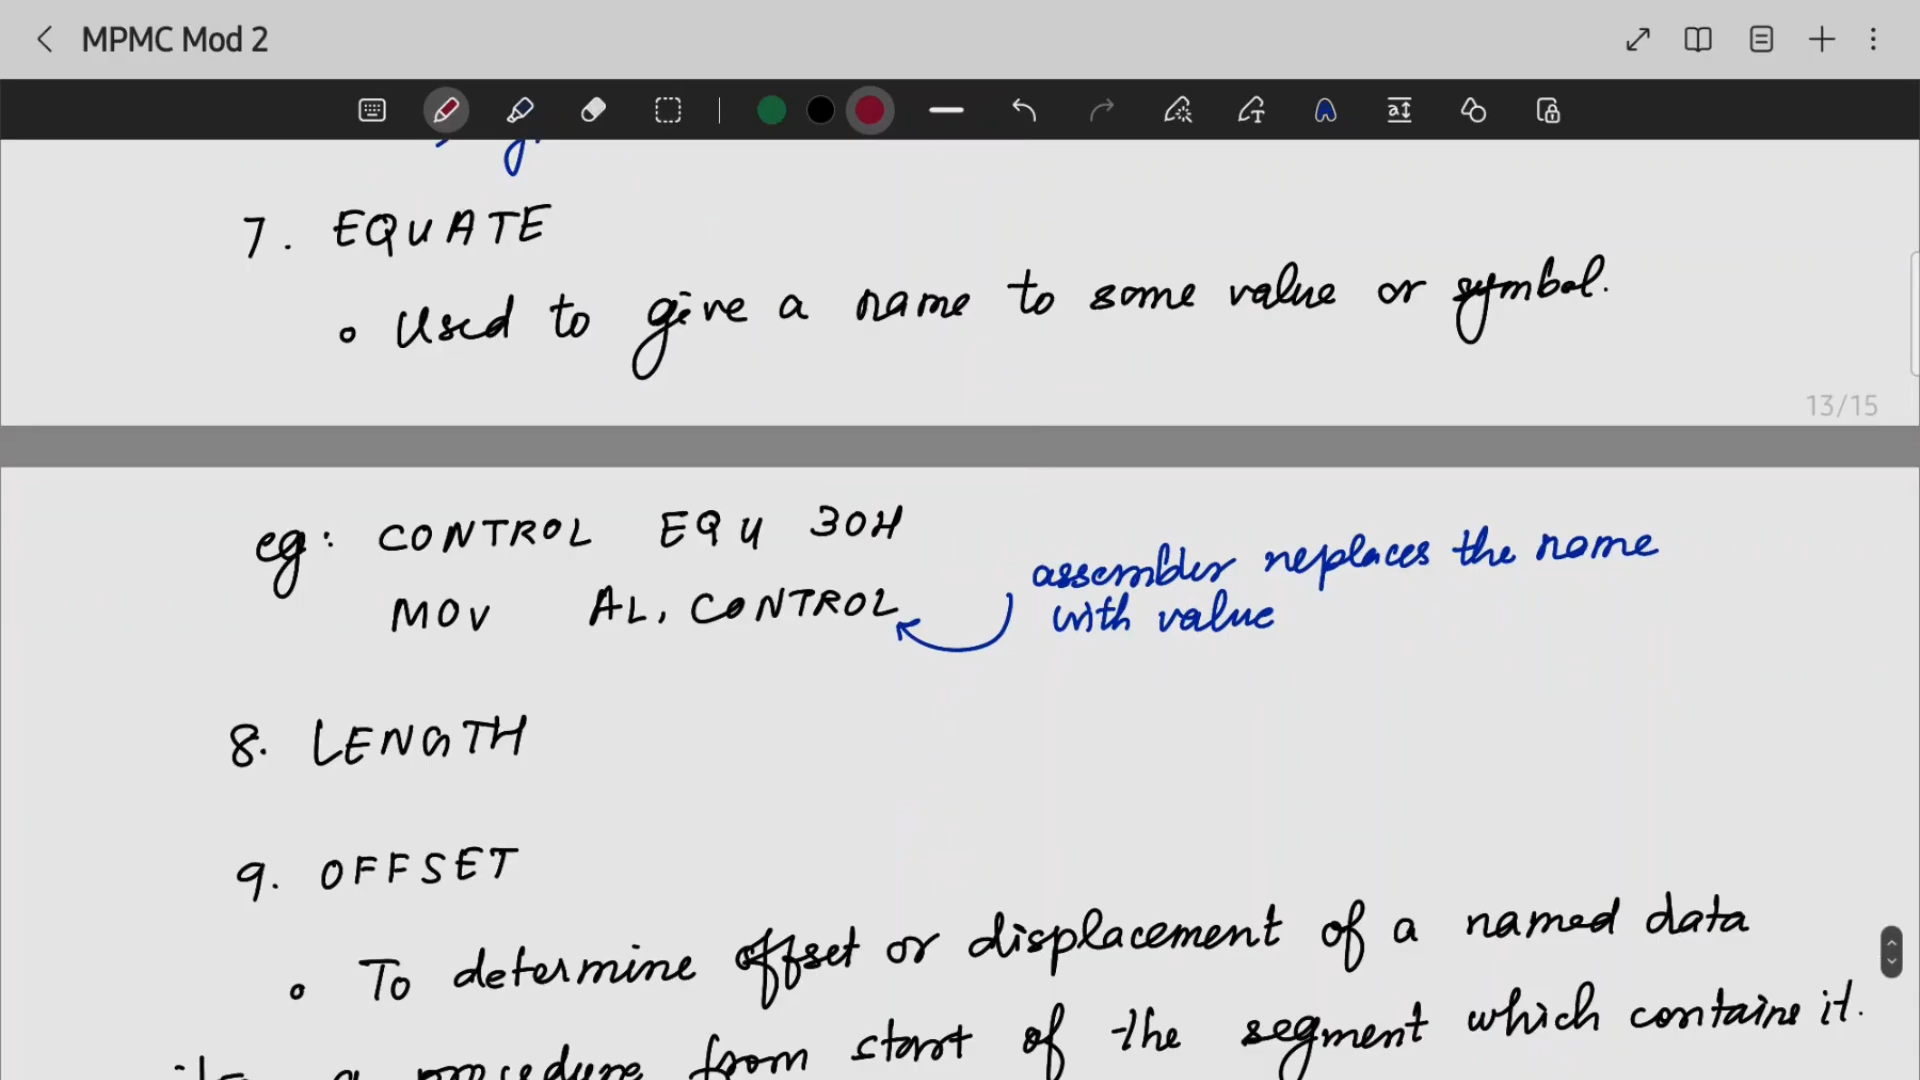 MPMC Mod 2
7. EQUATE
• Used to give a name to some value or symbol.
13/15
eg: CONTROL EQU 30H
MOV AL, CONTROL
assembler replaces the name
with value
8. LENGTH
9. OFFSET
• To determine offset or displacement of a named data
a procedure from start of the segment which contains it.